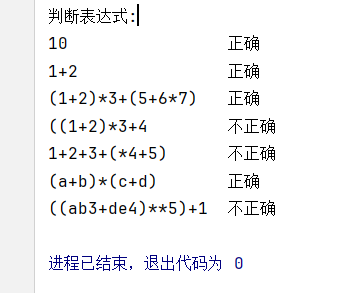 判断表达式:
10 正确
1+2 正确
(1+2)*3+(5+6*7) 正确
((1+2)*3+4 不正确
1+2+3+(*4+5) 不正确
(a+b)*(c+d) 正确
((ab3+de4)**5)+1 不正确
进程已结束，退出代码为 0